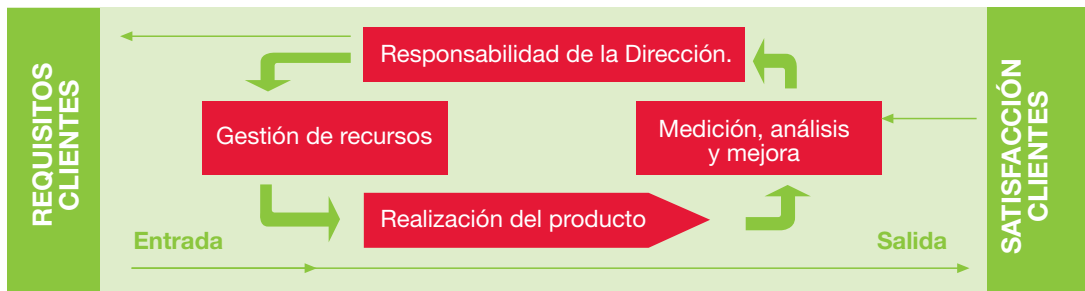 REQUISITOS
CLIENTES
Responsabilidad de la Dirección.
Gestión de recursos
Medición, análisis
y mejora
Realización del producto
Entrada
Salida
SATISFACCIÓN
CLIENTES